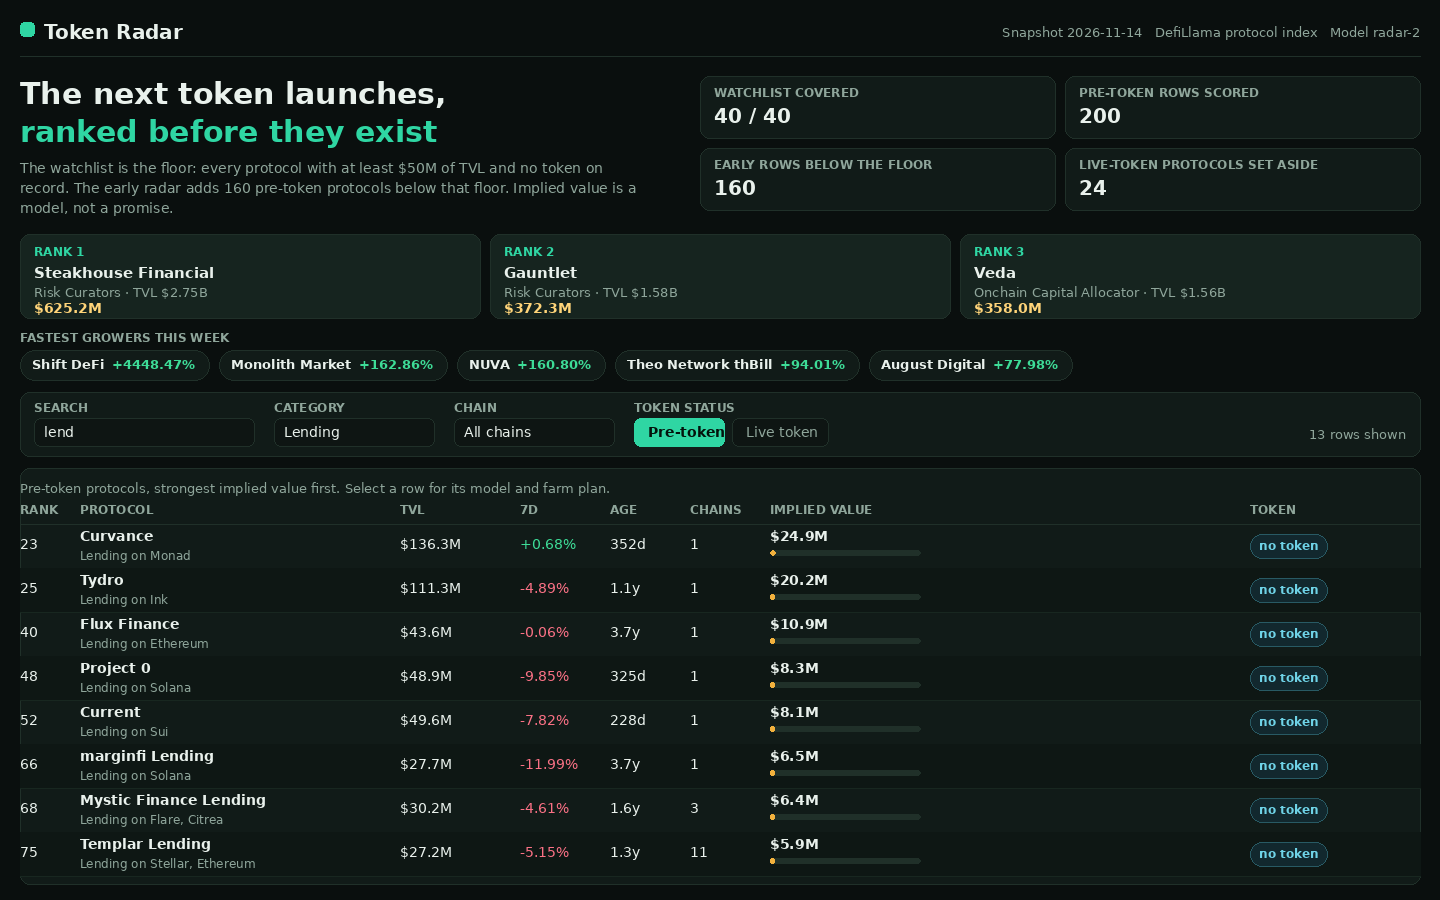 Token Radar
Snapshot 2026-11-14 DefiLlama protocol index Model radar-2
The next token launches,
ranked before they exist
The watchlist is the floor: every protocol with at least $50M of TVL and no token on
record. The early radar adds 160 pre-token protocols below that floor. Implied value is a
model, not a promise.
WATCHLIST COVERED
40 / 40
PRE-TOKEN ROWS SCORED
200
EARLY ROWS BELOW THE FLOOR
160
LIVE-TOKEN PROTOCOLS SET ASIDE
24
RANK 1
Steakhouse Financial
Risk Curators · TVL $2.75B
$625.2M
RANK 2
Gauntlet
Risk Curators · TVL $1.58B
$372.3M
RANK 3
Veda
Onchain Capital Allocator · TVL $1.56B
$358.0M
FASTEST GROWERS THIS WEEK
Shift DeFi +4448.47%
Monolith Market +162.86%
NUVA +160.80%
Theo Network thBill +94.01%
August Digital +77.98%
SEARCH
lend
CATEGORY
Lending
CHAIN
All chains
TOKEN STATUS
Pre-token
Live token
13 rows shown
Pre-token protocols, strongest implied value first. Select a row for its model and farm plan.
RANK PROTOCOL TVL 7D AGE CHAINS IMPLIED VALUE TOKEN
23 Curvance $136.3M +0.68% 352d 1 $24.9M no token
Lending on Monad
25 Tydro $111.3M -4.89% 1.1y 1 $20.2M no token
Lending on Ink
40 Flux Finance $43.6M -0.06% 3.7y 1 $10.9M no token
Lending on Ethereum
48 Project 0 $48.9M -9.85% 325d 1 $8.3M no token
Lending on Solana
52 Current $49.6M -7.82% 228d 1 $8.1M no token
Lending on Sui
66 marginfi Lending $27.7M -11.99% 3.7y 1 $6.5M no token
Lending on Solana
68 Mystic Finance Lending $30.2M -4.61% 1.6y 3 $6.4M no token
Lending on Flare, Citrea
75 Templar Lending $27.2M -5.15% 1.3y 11 $5.9M no token
Lending on Stellar, Ethereum